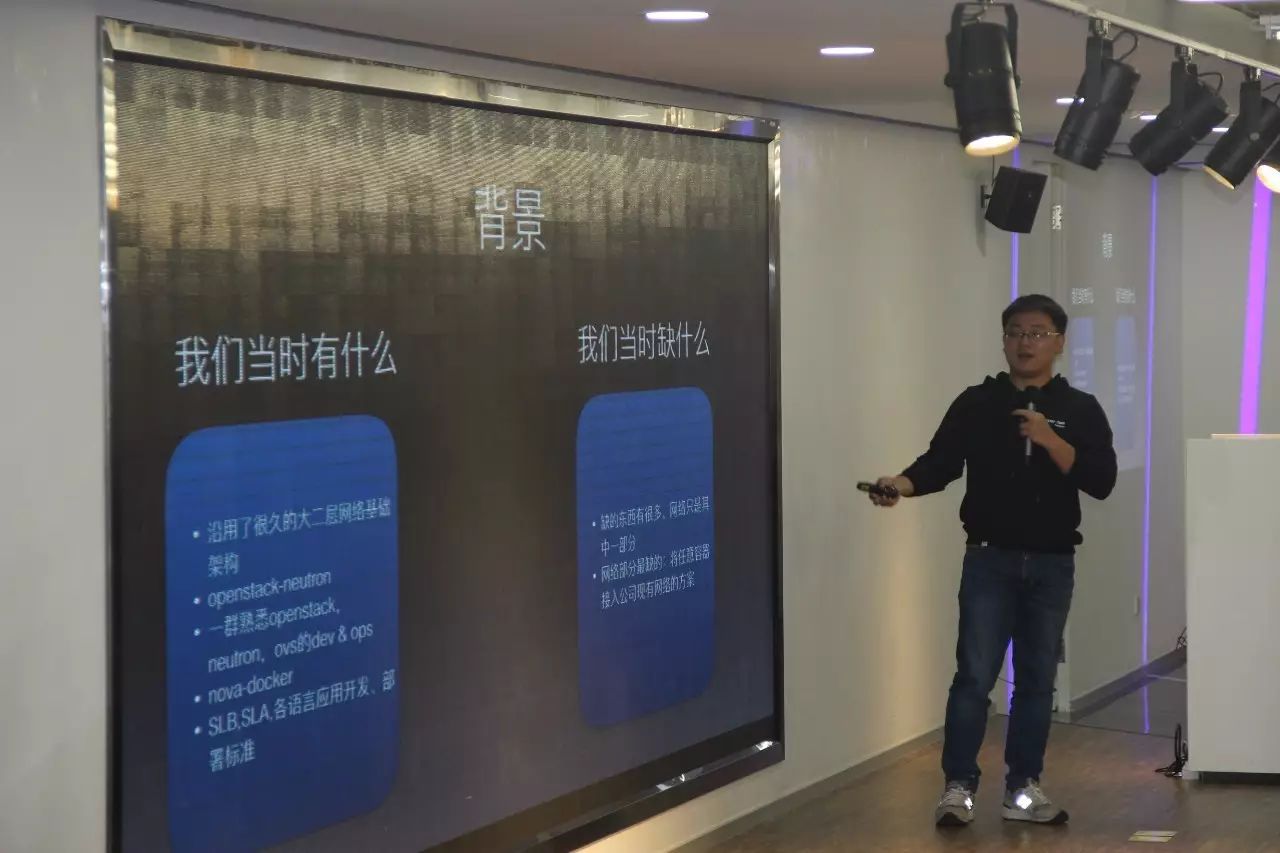 背景
我们当时有什么
• 沿用了很久的大二层网络基础
架构
• openstack-neutron
• 一群熟悉openstack,
neutron, ovs的dev & ops
• nova-docker
• SLB,SLA,各语言应用开发、部
署标准
我们当时缺什么
• 缺的东西有很多，网络只是其
中一部分
• 网络部分最缺的：将任意容器
接入公司现有网络的方案